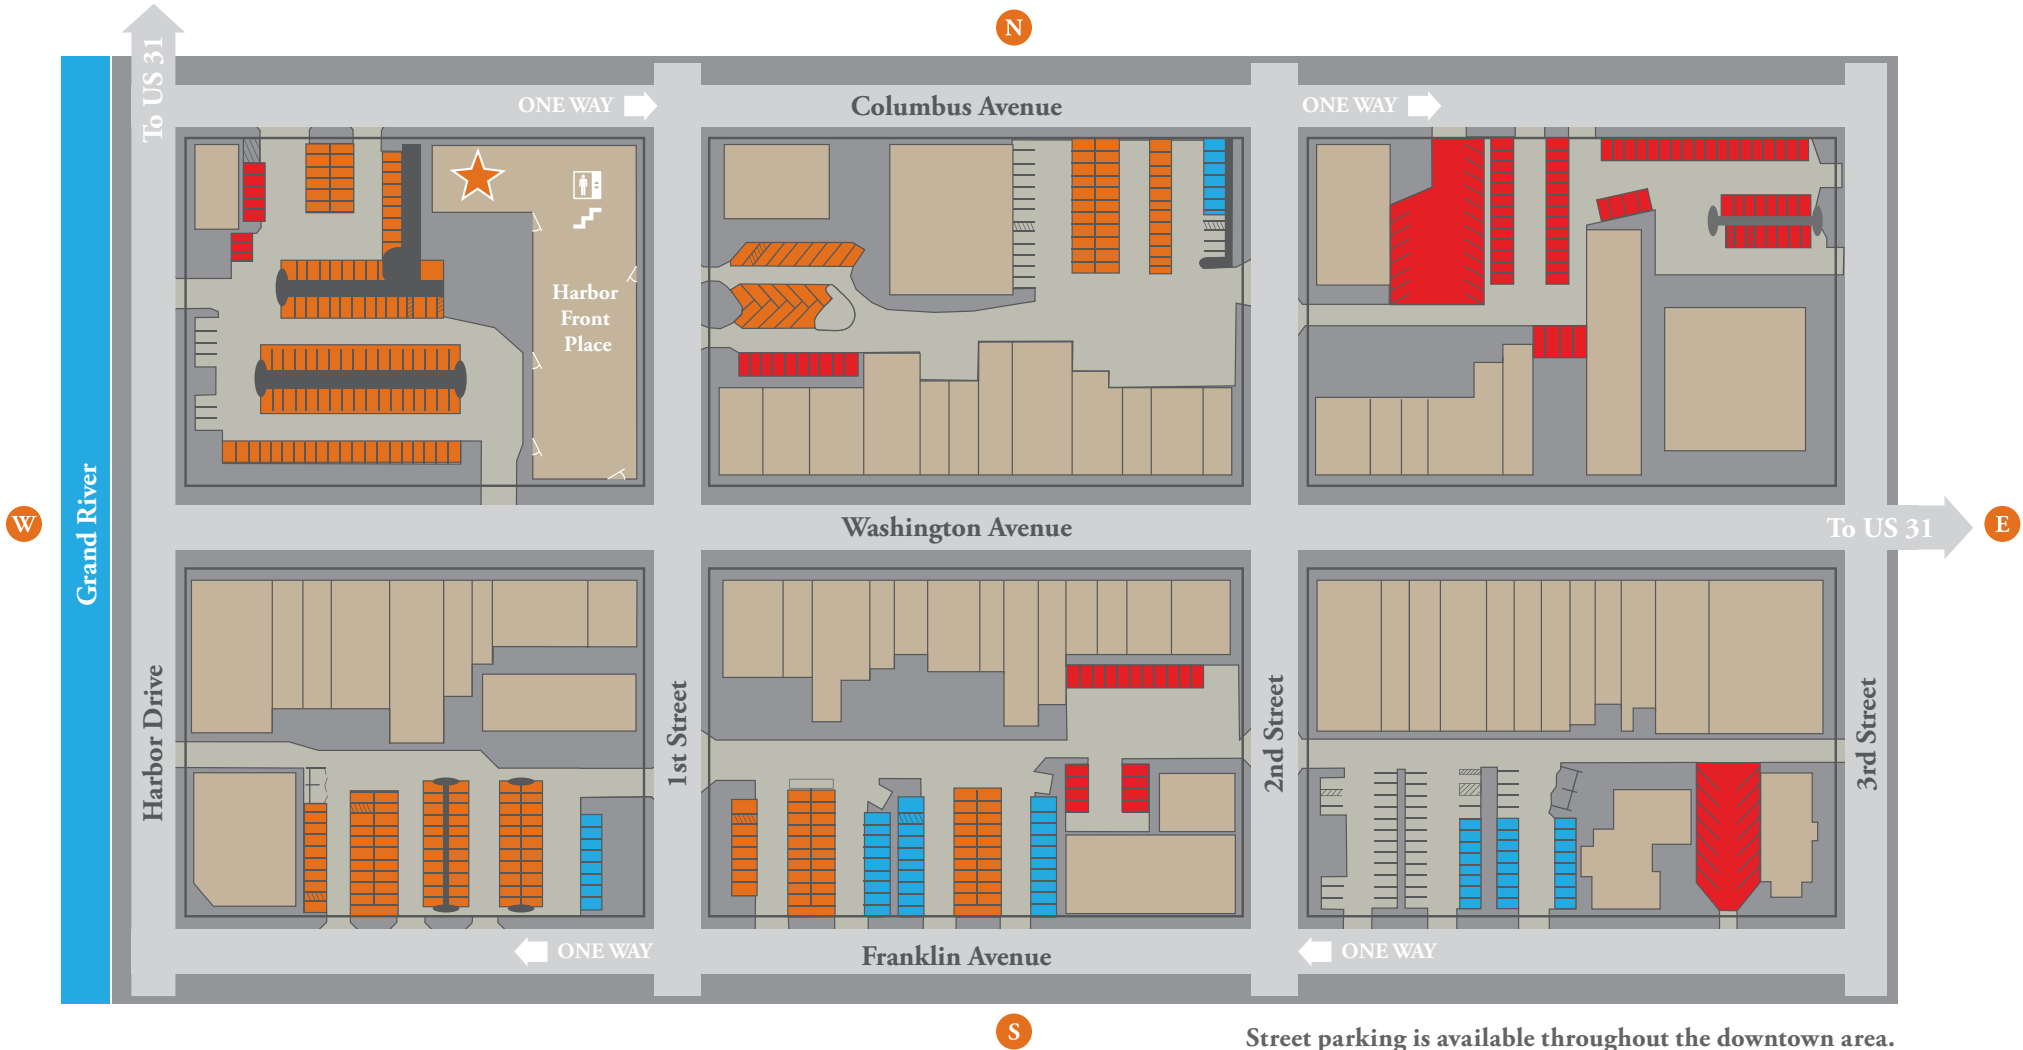 N
To US 31
ONE WAY
Columbus Avenue
ONE WAY
Harbor
Front
Place
W
Grand River
Washington Avenue
To US 31
E
Harbor Drive
1st Street
2nd Street
3rd Street
ONE WAY
Franklin Avenue
ONE WAY
S
Street parking is available throughout the downtown area.